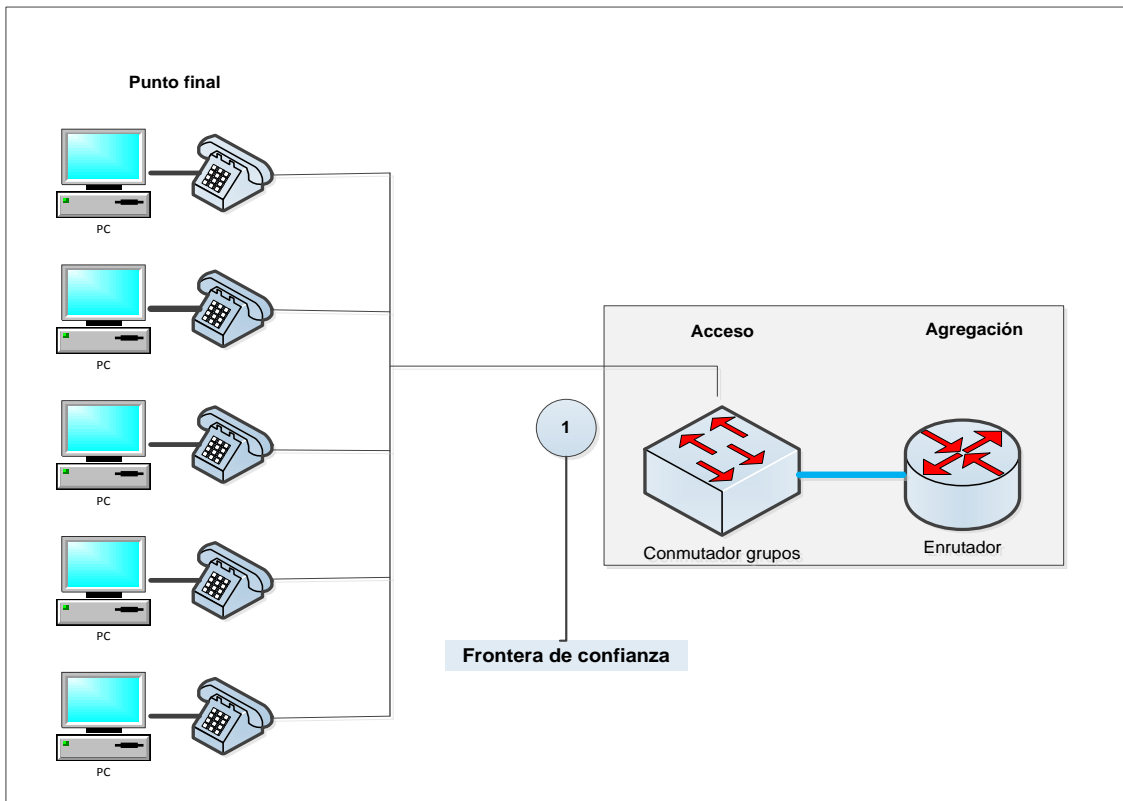 Punto final
PC
PC
PC
PC
PC
Acceso
Agregación
1
Conmutador grupos
Enrutador
Frontera de confianza